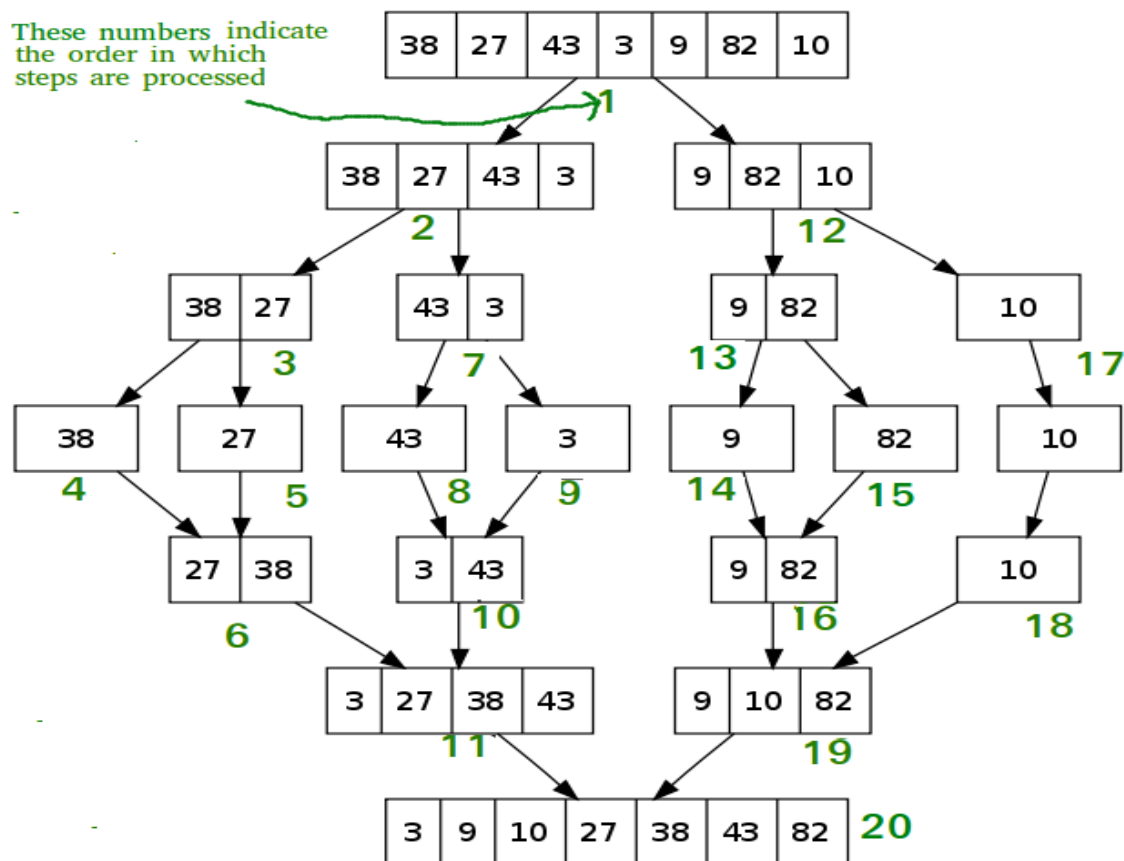 These numbers indicate
the order in which
steps are processed
38 27 43 3 9 82 10
1
38 27 43 3 9 82 10
2 12
38 27 43 3 9 82 10
3 7 13 17
38 27 43 3 9 82 10
4 5 8 9 14 15
27 38 3 43 9 82 10
6 10 16 18
3 27 38 43 9 10 82
11 19
3 9 10 27 38 43 82 20